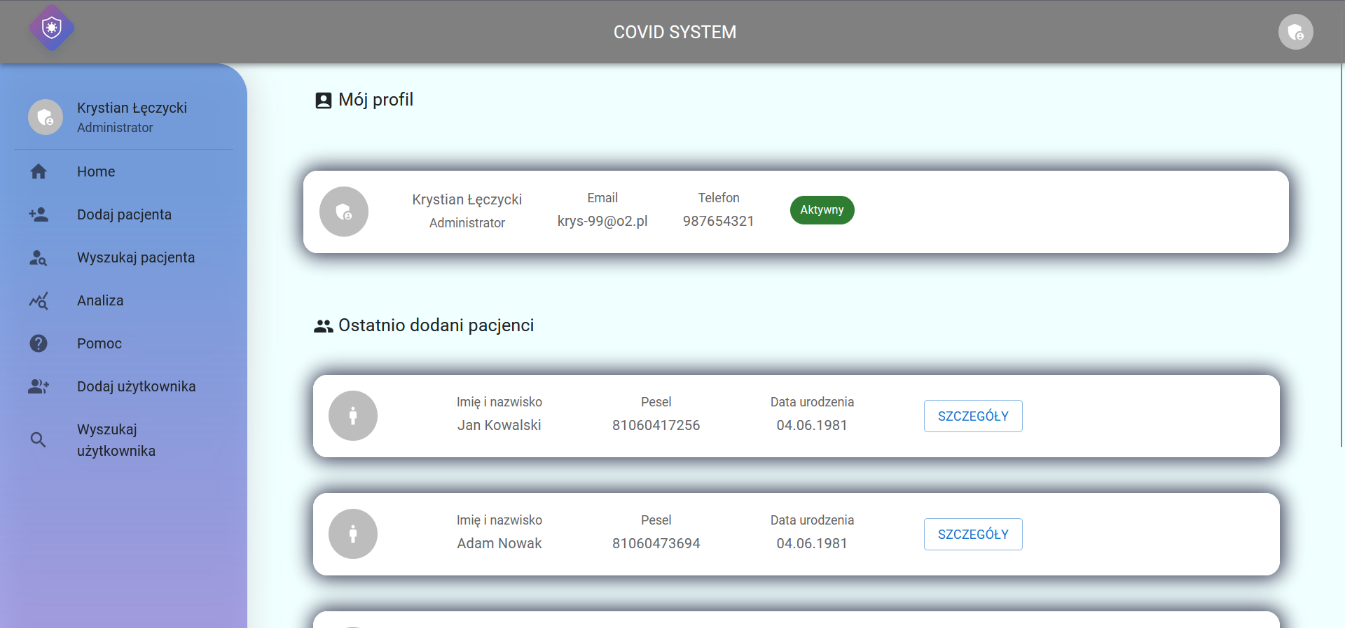 COVID SYSTEM
Krystian Łęczycki
Administrator
Home
Dodaj pacjenta
Wyszukaj pacjenta
Analiza
Pomoc
Dodaj użytkownika
Wyszukaj
użytkownika
Mój profil
Krystian Łęczycki
Administrator
Email
krys-99@o2.pl
Telefon
987654321
Aktywny
Ostatnio dodani pacjenci
Imię i nazwisko
Jan Kowalski
Pesel
81060417256
Data urodzenia
04.06.1981
SZCZEGÓŁY
Imię i nazwisko
Adam Nowak
Pesel
81060473694
Data urodzenia
04.06.1981
SZCZEGÓŁY